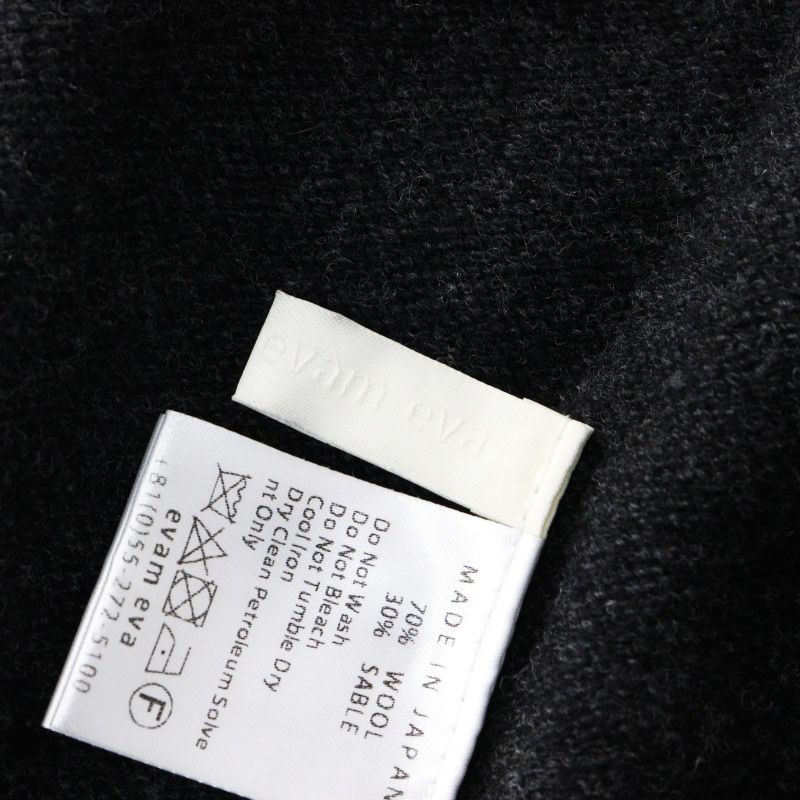 evam eva
MADE IN JAPAN
70% WOOL
30% SABLE
Do Not Wash
Do Not Bleach
Do Not Tumble Dry
Cool Iron
Dry Clean Petroleum Solve
nt Only
F
evam eva
+81(0)55-272-5100